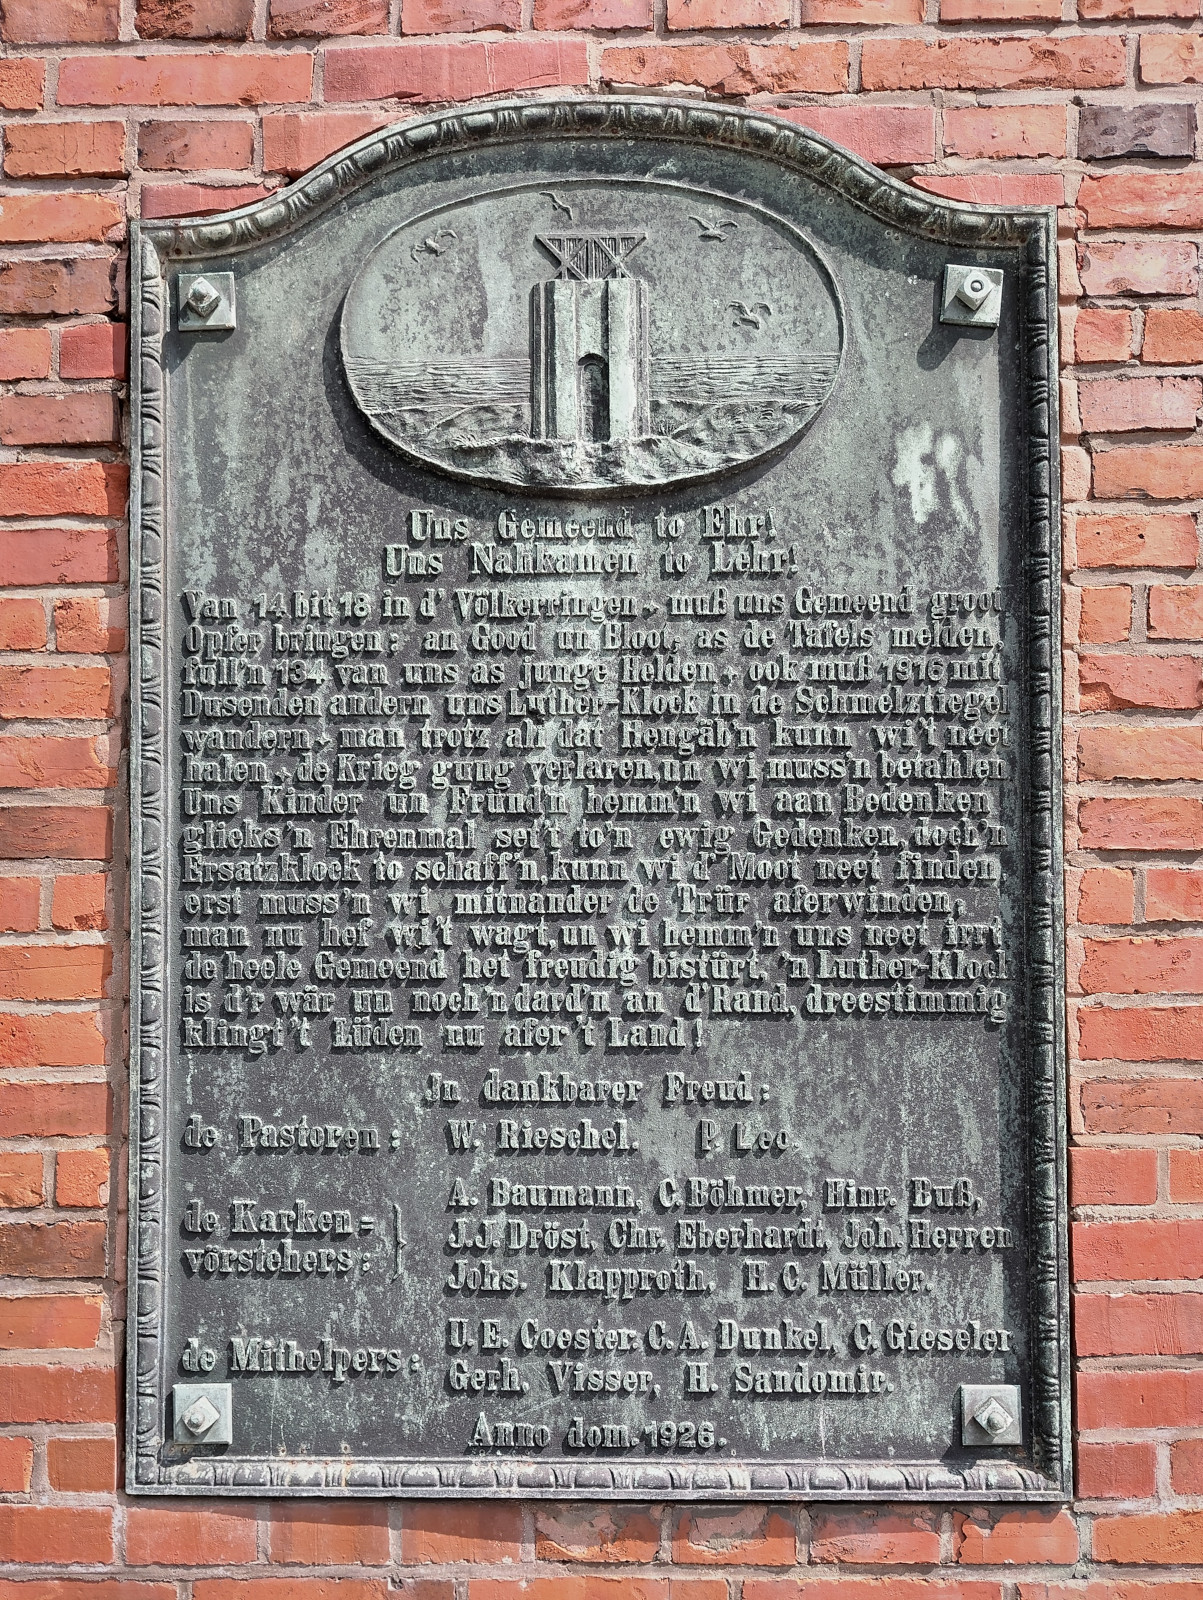 Uns Gemeend to Ehr!
Uns Nahkamen to Lehr!
Van 14 bit 18 in d' Völkerringen - muß uns Gemeend groot
Opfer bringen: an Good un Bloot, as de Tafels melden,
full'n 134 van uns as junge Helden, - ook muß 1916 mit
Dusenden andern uns Luther-Klock in de Schmelztiegel
wandern, - man trotz all dat Hengäb'n kunn wi't neet
halen, - de Krieg gung verlaren, un wi muss'n betahlen.
Uns Kinder un Fründ'n hemm'n wi aan Bedenken
glieks 'n Ehrenmal sett't to'n ewig Gedenken, doch 'n
Ersatzklock to schaff'n, kunn wi d' Moot neet finden,
erst muss'n wi mitnander de Trür aferwinden,
man nu hef wi't wagt, un wi hemm'n uns neet irrt
de heele Gemeend het freudig bistürt, 'n Luther-Klock
is d'r wär un noch 'n dard'n an d'Rand, dreestimmig
klingt 't Lüden nu afer 't Land!
In dankbarer Freud:
de Pastoren: W. Rieschel. P. Leo.
de Karken= vörstehers: A. Baumann, C. Böhmer, Hinr. Buß,
J. J. Dröst, Chr. Eberhardt, Joh. Herren
Johs. Klapproth, H. C. Müller.
de Mithelpers: U. E. Coester. C. A. Dunkel, C. Gieseler
Gerh. Visser, H. Sandomir.
Anno dom. 1926.